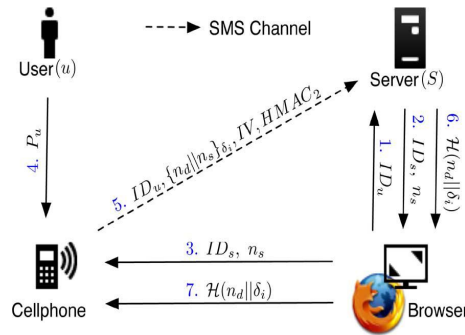 SMS Channel
User(u)
Server(S)
4. P_u
5. ID_u, {n_d||n_s}_{δ_i}, IV, HMAC_2
1. ID_u
2. ID_s, n_s
6. H(n_d||δ_i)
3. ID_s, n_s
7. H(n_d||δ_i)
Cellphone
Browser